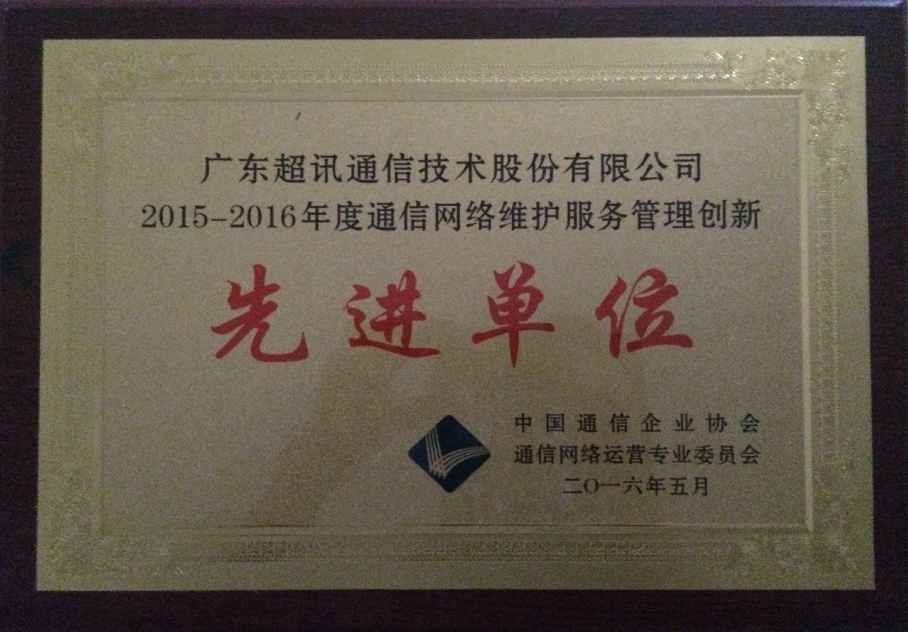 广东超讯通信技术股份有限公司
2015-2016年度通信网络维护服务管理创新
先进单位
中国通信企业协会
通信网络运营专业委员会
二〇一六年五月